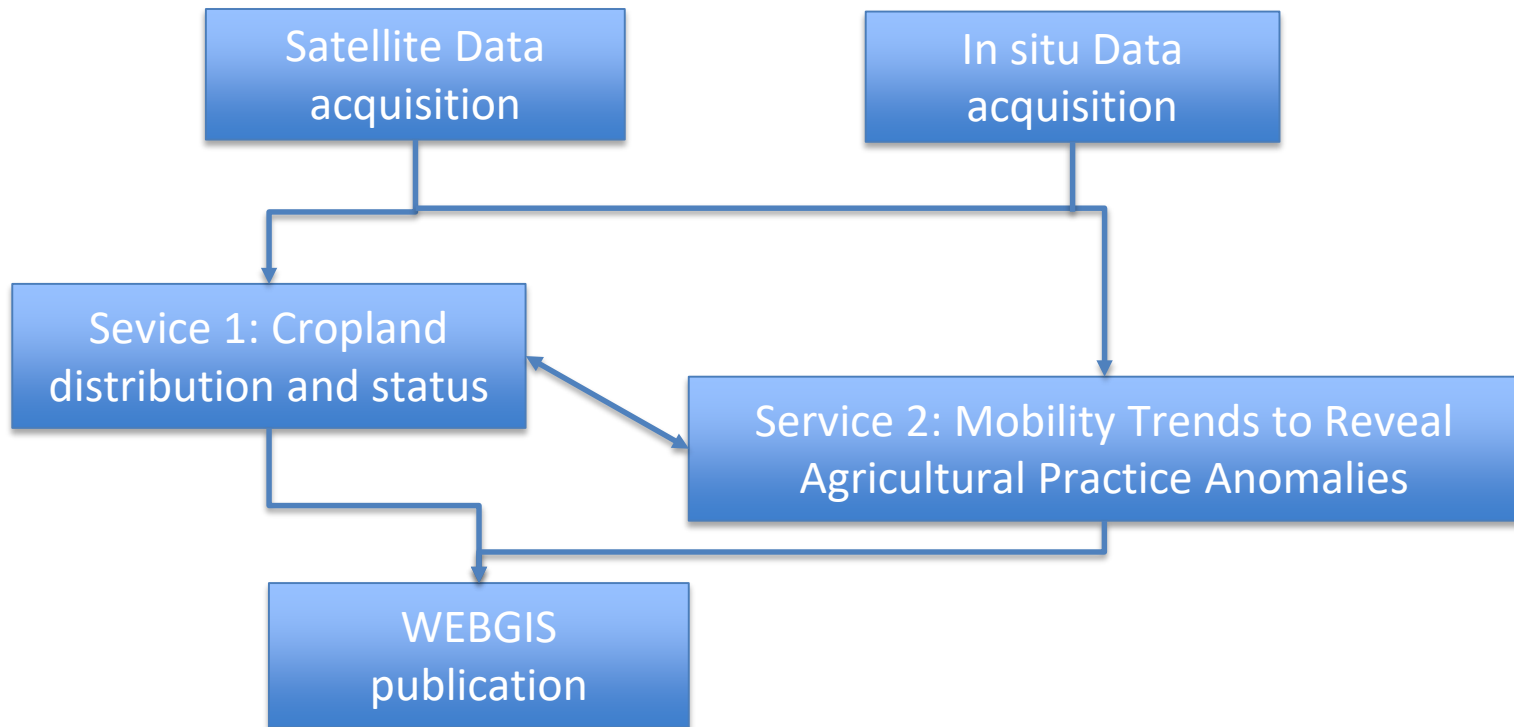 Satellite Data
acquisition
In situ Data
acquisition
Sevice 1: Cropland
distribution and status
Service 2: Mobility Trends to Reveal
Agricultural Practice Anomalies
WEBGIS
publication